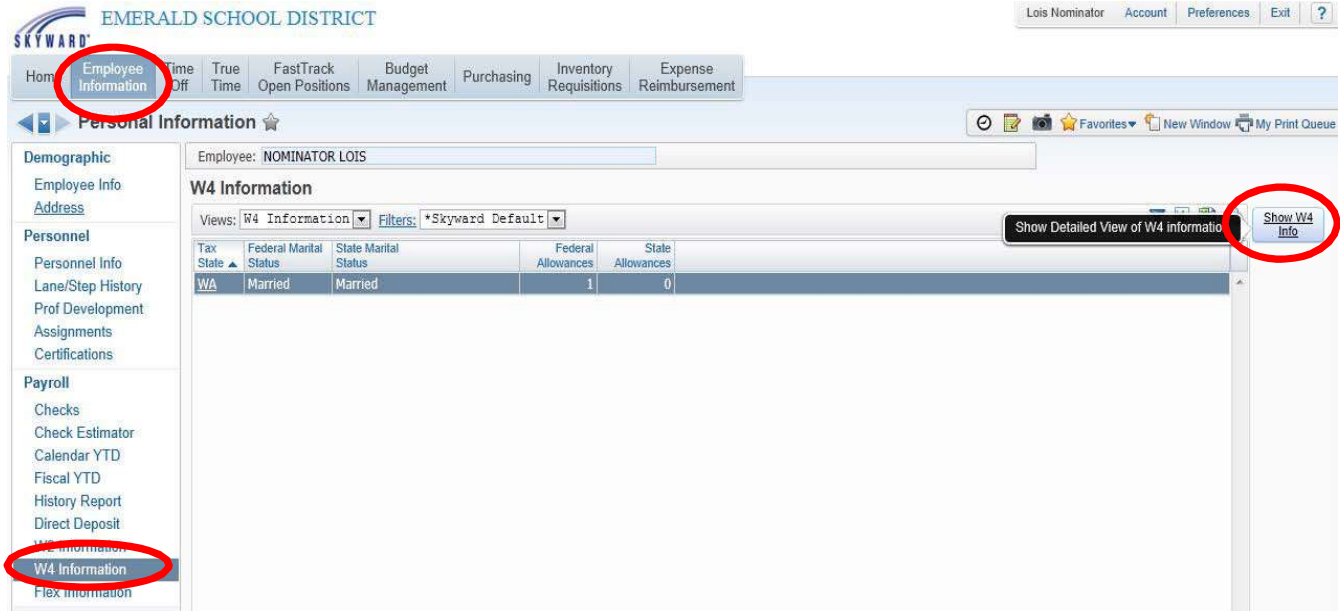 EMERALD SCHOOL DISTRICT
SKYWARD
Lois Nominator Account Preferences Exit ?
Home Employee Information Time Off True Time FastTrack Open Positions Budget Management Purchasing Inventory Requisitions Expense Reimbursement
Personal Information
Favorites New Window My Print Queue
Demographic
Employee Info
Address
Personnel
Personnel Info
Lane/Step History
Prof Development
Assignments
Certifications
Payroll
Checks
Check Estimator
Calendar YTD
Fiscal YTD
History Report
Direct Deposit
W2 Information
W4 Information
Flex Information
Employee: NOMINATOR LOIS
W4 Information
Views: W4 Information Filters: *Skyward Default
Show Detailed View of W4 information
Show W4
Info
Tax Federal Marital State Marital Federal State
State Status Status Allowances Allowances
WA Married Married 1 0